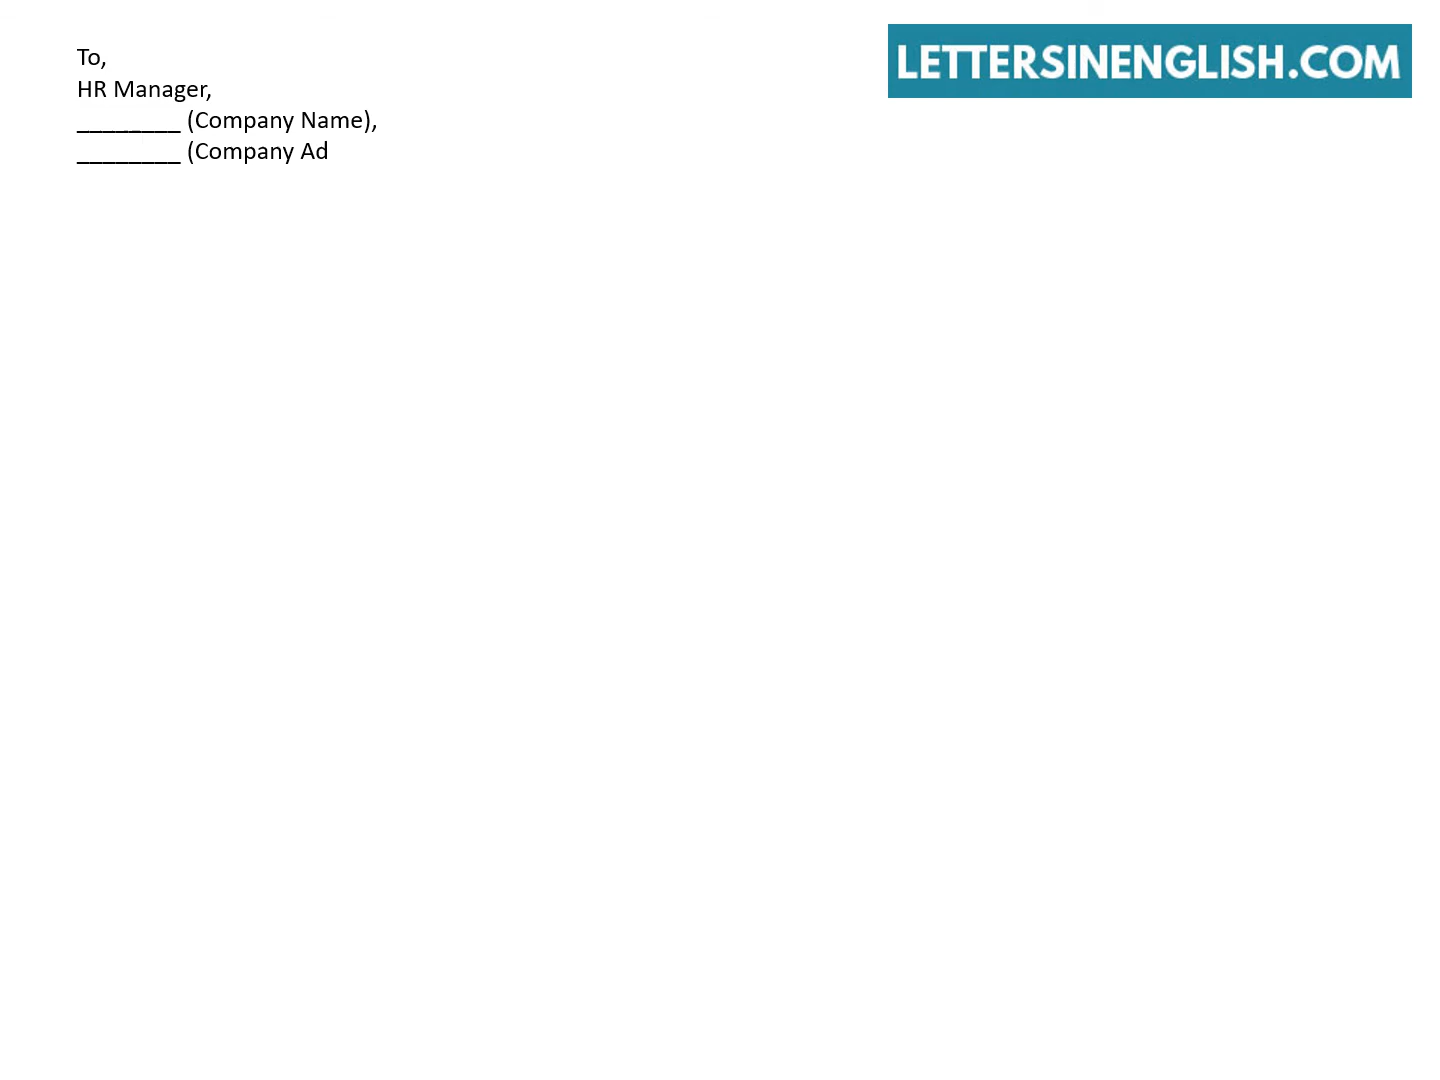 To,
HR Manager,
________ (Company Name),
________ (Company Ad
LETTERSINENGLISH.COM